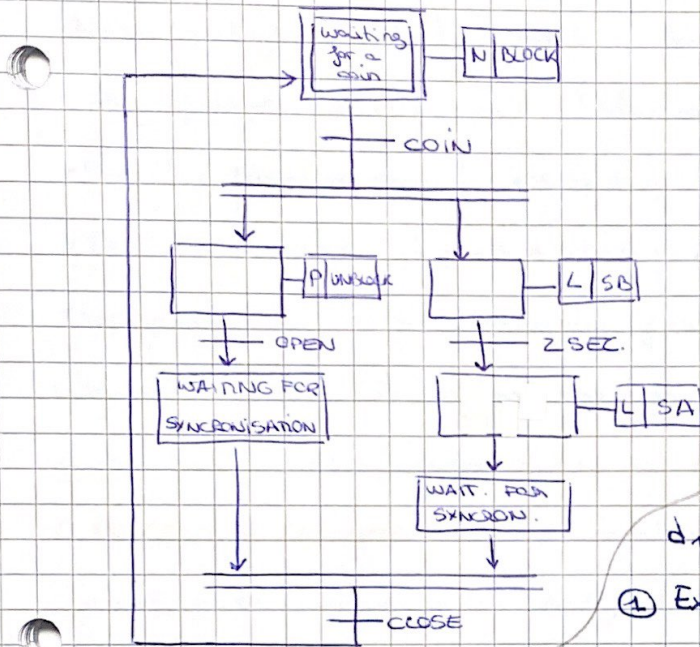 waiting
for a
coin
N BLOCK
COIN
P UNBLOCK
L SB
OPEN
2 SEC.
WAITING FOR
SYNCRONISATION
L SA
WAIT. FOR
SYNCRON.
① Ex
CLOSE